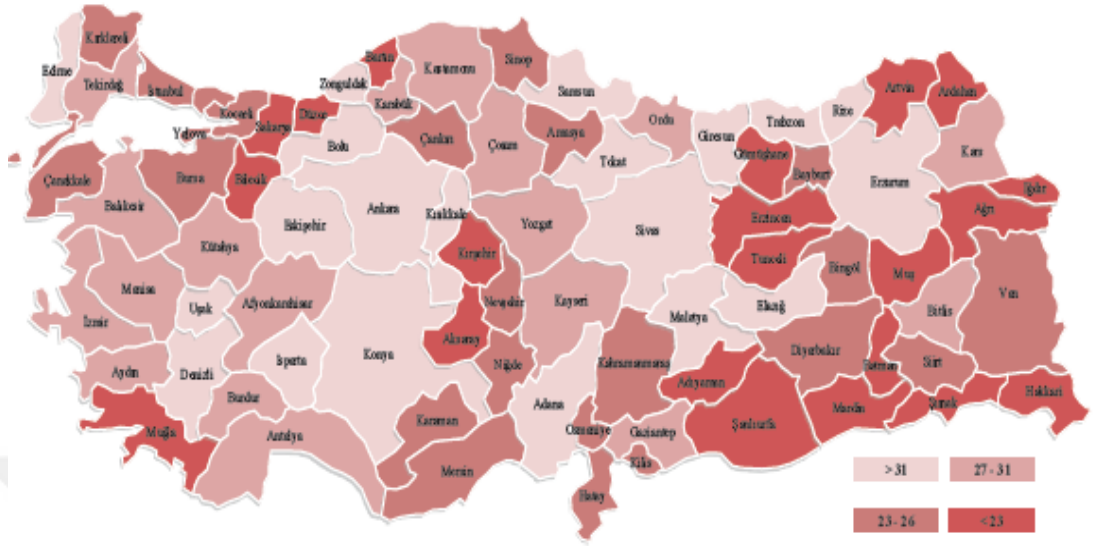 Kırklareli
Edirne
Tekirdağ
İstanbul
Kocaeli
Yalova
Sakarya
Düzce
Zonguldak
Bartın
Karabük
Kastamonu
Sinop
Samsun
Ordu
Giresun
Trabzon
Rize
Artvin
Ardahan
Kars
Bolu
Çankırı
Çorum
Amasya
Tokat
Gümüşhane
Bayburt
Erzurum
Iğdır
Ağrı
Çanakkale
Bursa
Bilecik
Balıkesir
Eskişehir
Ankara
Kırıkkale
Yozgat
Sivas
Erzincan
Tunceli
Kütahya
Kırşehir
Bingöl
Muş
Van
Manisa
Uşak
Afyonkarahisar
Nevşehir
Kayseri
Malatya
Elazığ
Bitlis
İzmir
Aksaray
Konya
Isparta
Denizli
Aydın
Niğde
Kahramanmaraş
Diyarbakır
Batman
Siirt
Burdur
Adıyaman
Adana
Hakkari
Şırnak
Mardin
Şanlıurfa
Karaman
Muğla
Antalya
Osmaniye
Gaziantep
Kilis
Mersin
Hatay
>31
27-31
23-26
<23